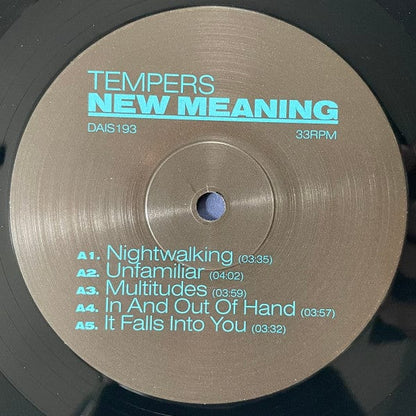 TEMPERS
NEW MEANING
DAIS193 33RPM
A1. Nightwalking (03:35)
A2. Unfamiliar (04:02)
A3. Multitudes (03:59)
A4. In And Out Of Hand (03:57)
A5. It Falls Into You (03:32)